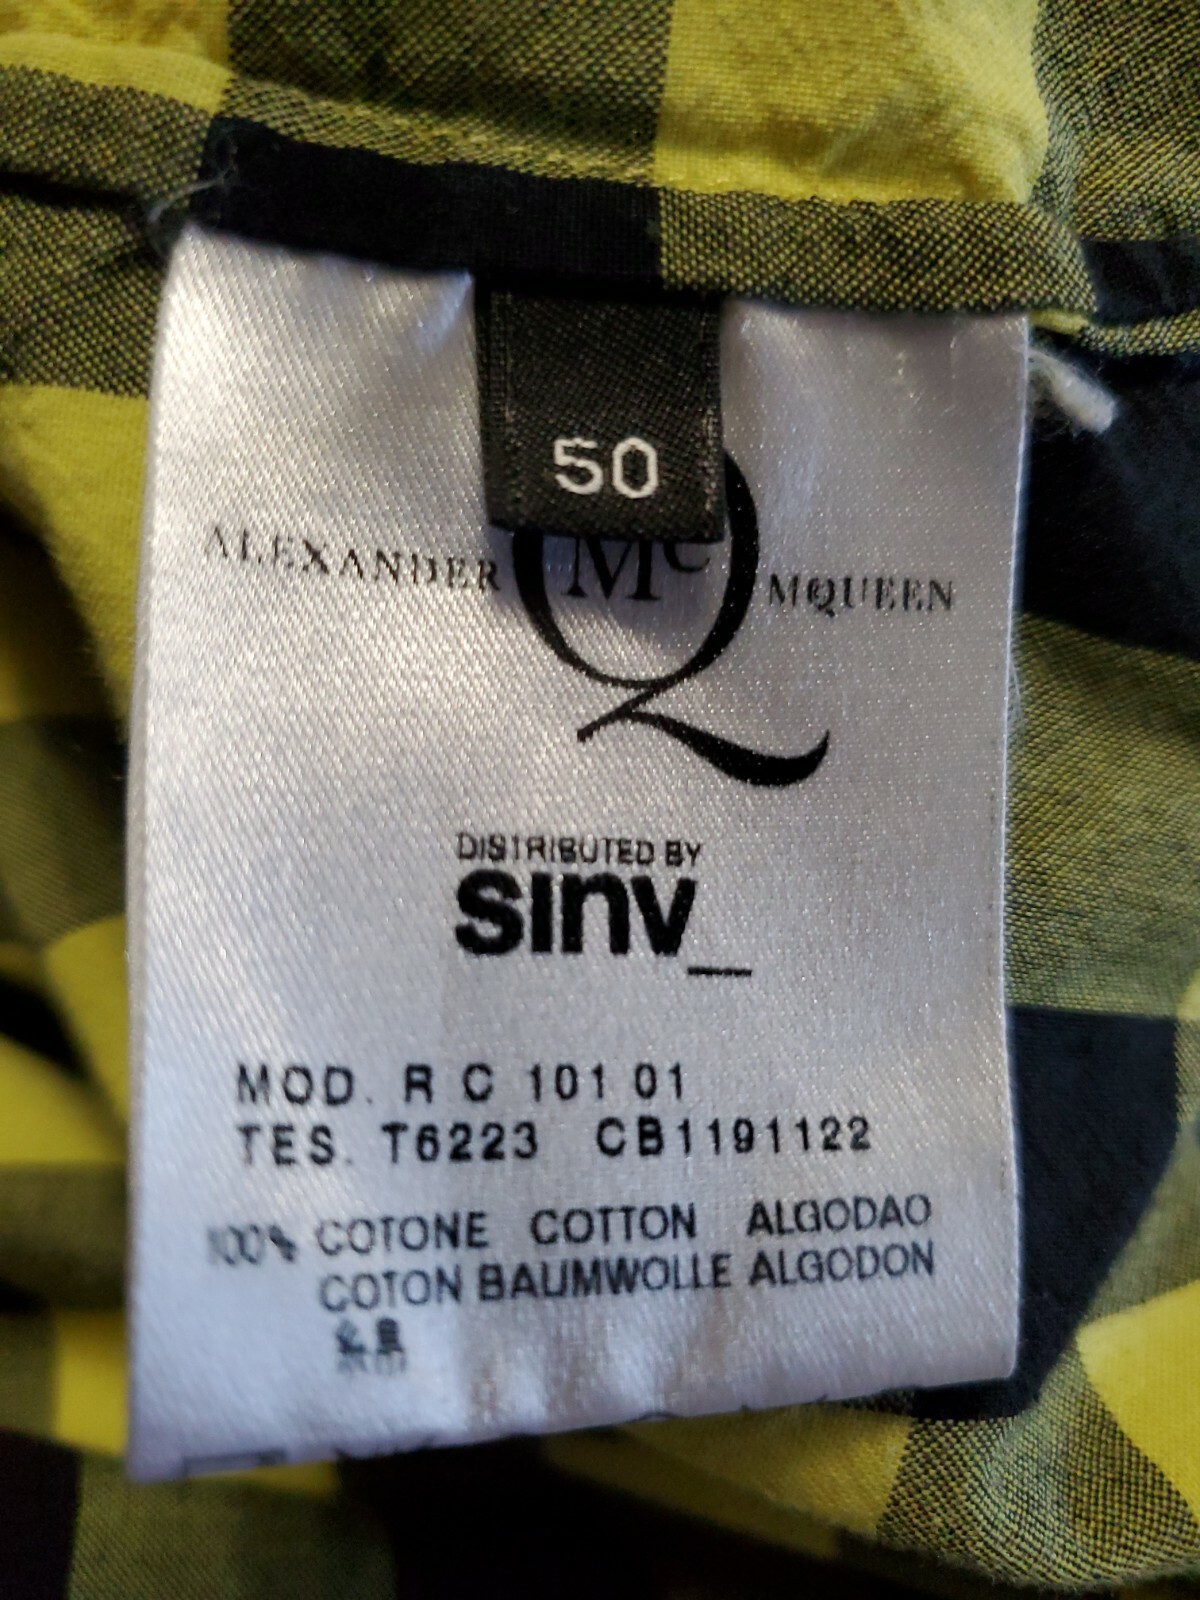 50
ALEXANDER McQ MQUEEN
DISTRIBUTED BY
sinv_
MOD. R C 101 01
TES. T6223 CB1191122
100% COTONE COTTON ALGODAO
COTON BAUMWOLLE ALGODON